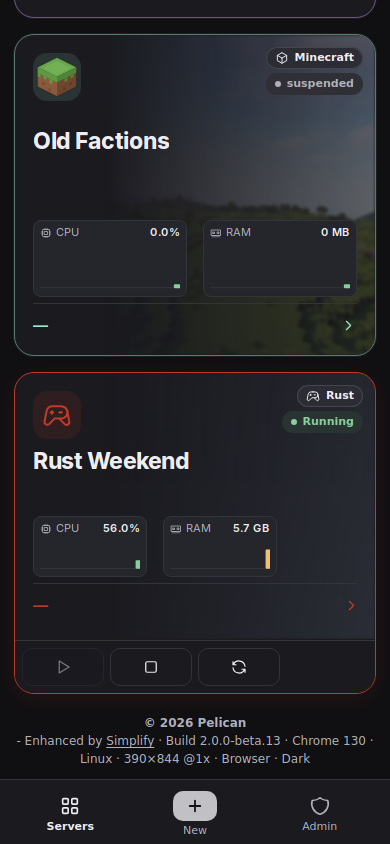 Minecraft
suspended
Old Factions
CPU 0.0%
RAM 0 MB
—
Rust
Running
Rust Weekend
CPU 56.0%
RAM 5.7 GB
—
© 2026 Pelican
- Enhanced by Simplify · Build 2.0.0-beta.13 · Chrome 130 ·
Linux · 390×844 @1x · Browser · Dark
Servers
New
Admin